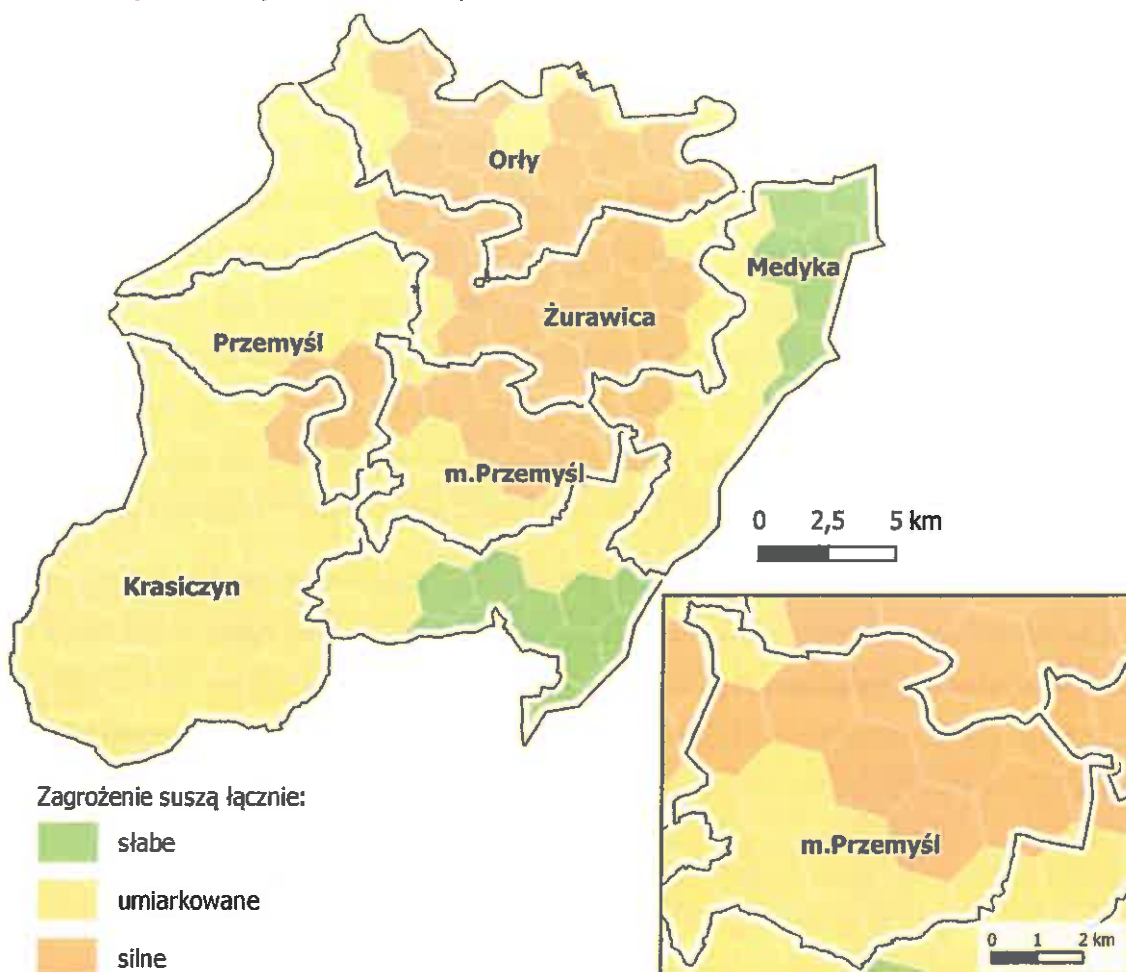 Orły
Medyka
Żurawica
Przemyśl
m.Przemyśl
0 2,5 5 km
Krasiczyn
m.Przemyśl
0 1 2 km
Zagrożenie suszą łącznie:
słabe
umiarkowane
silne